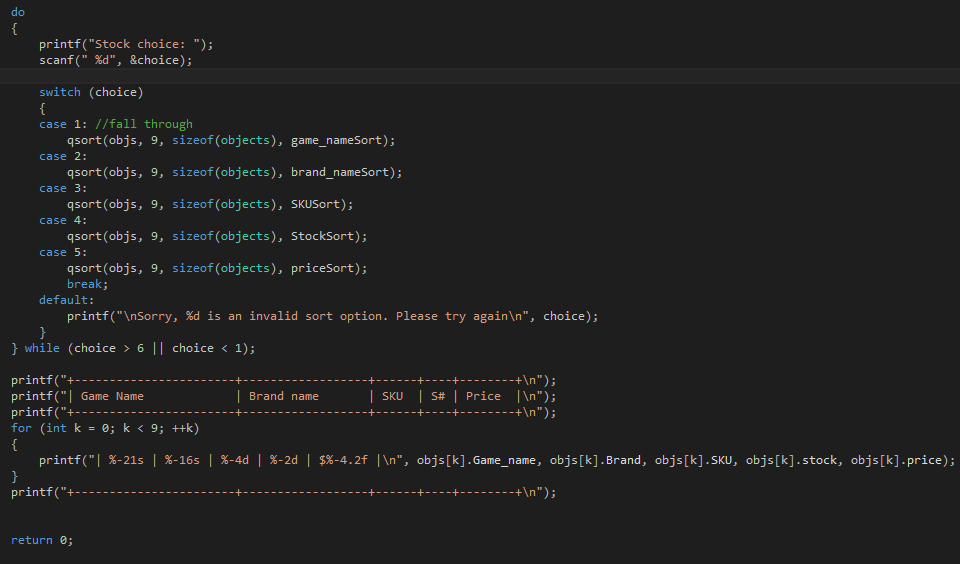 do
{
    printf("Stock choice: ");
    scanf(" %d", &choice);

    switch (choice)
    {
    case 1: //fall through
        qsort(objs, 9, sizeof(objects), game_nameSort);
    case 2:
        qsort(objs, 9, sizeof(objects), brand_nameSort);
    case 3:
        qsort(objs, 9, sizeof(objects), SKUSort);
    case 4:
        qsort(objs, 9, sizeof(objects), StockSort);
    case 5:
        qsort(objs, 9, sizeof(objects), priceSort);
        break;
    default:
        printf("\nSorry, %d is an invalid sort option. Please try again\n", choice);
    }
} while (choice > 6 || choice < 1);

printf("+-----------------------+------------------+------+----+--------+\n");
printf("| Game Name             | Brand name       | SKU  | S# | Price  |\n");
printf("+-----------------------+------------------+------+----+--------+\n");
for (int k = 0; k < 9; ++k)
{
    printf("| %-21s | %-16s | %-4d | %-2d | $%-4.2f |\n", objs[k].Game_name, objs[k].Brand, objs[k].SKU, objs[k].stock, objs[k].price);
}
printf("+-----------------------+------------------+------+----+--------+\n");


return 0;